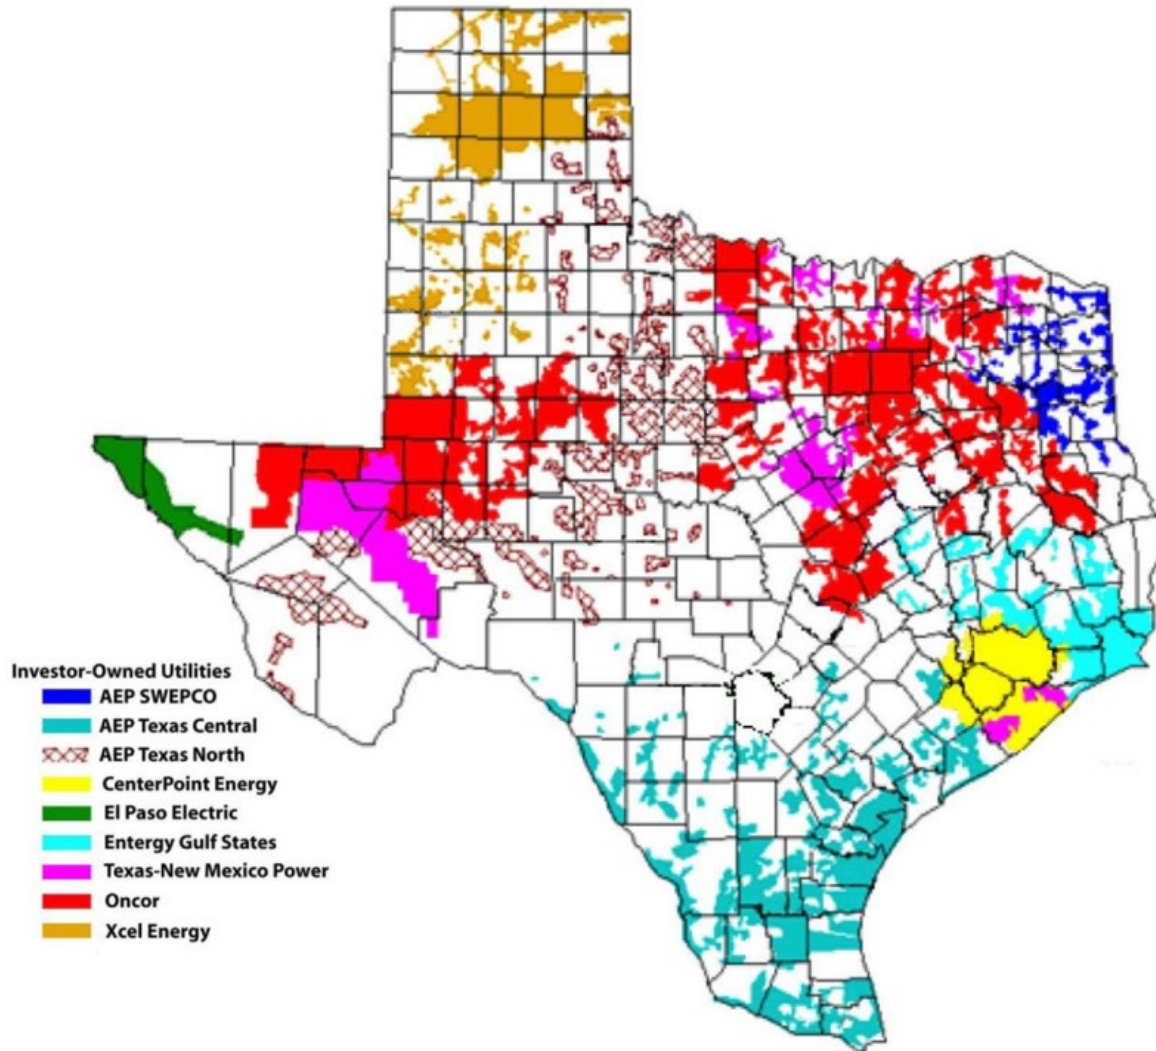 Investor-Owned Utilities
AEP SWEPCO
AEP Texas Central
AEP Texas North
CenterPoint Energy
El Paso Electric
Entergy Gulf States
Texas-New Mexico Power
Oncor
Xcel Energy